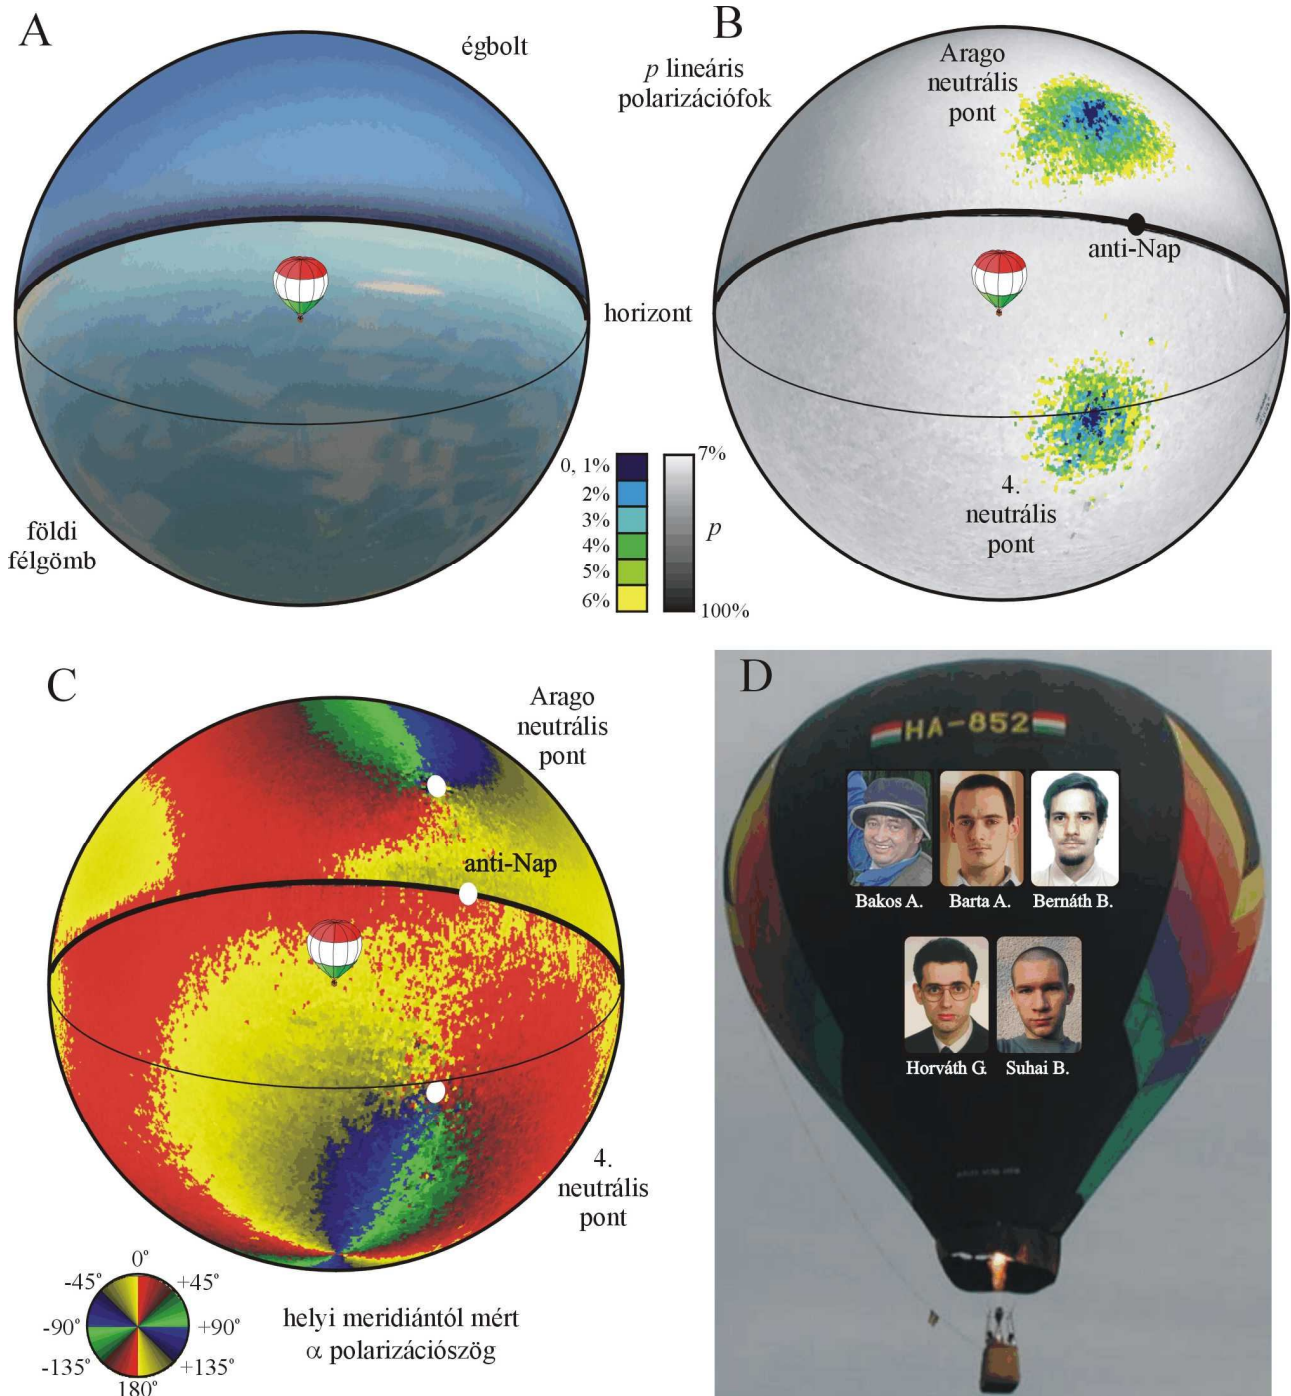 A
égbolt
horizont
földi
félgömb
B
p lineáris
polarizációfok
Arago
neutrális
pont
anti-Nap
4.
neutrális
pont
0, 1%
2%
3%
4%
5%
6%
7%
p
100%
C
Arago
neutrális
pont
anti-Nap
4.
neutrális
pont
0°
-45°
+45°
-90°
+90°
-135°
+135°
180°
helyi meridiántól mért
α polarizációszög
D
HA-852
Bakos A.
Barta A.
Bernáth B.
Horváth G.
Suhai B.